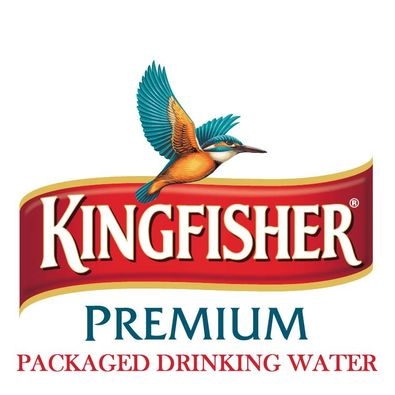 KINGFISHER®
PREMIUM
PACKAGED DRINKING WATER